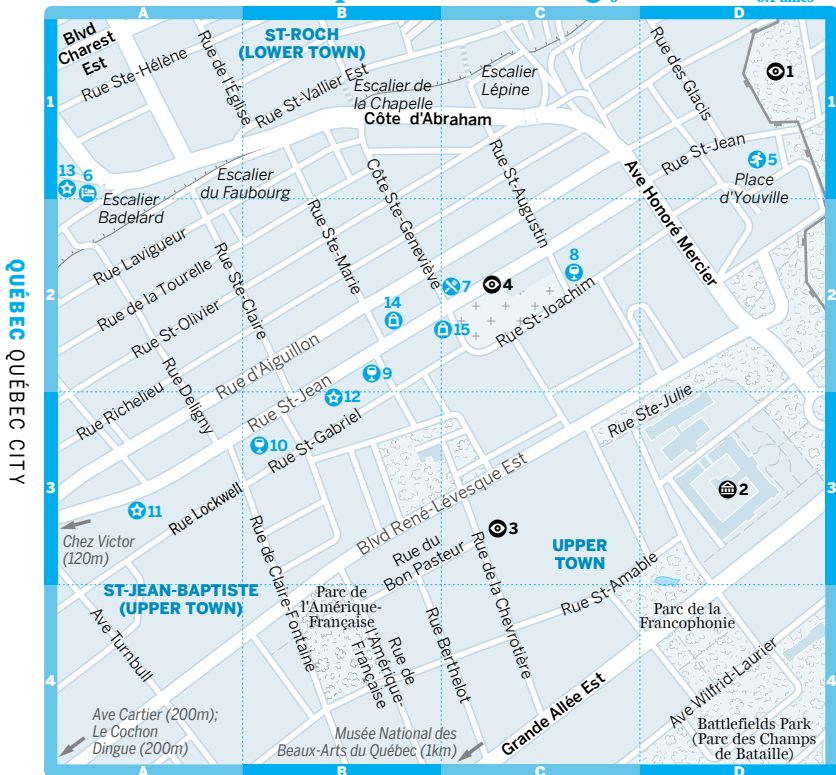 A
B
C
D
1
2
3
4
QUÉBEC QUÉBEC CITY
Blvd
Charest
Est
Rue Ste-Hélène
Rue de l'Église
ST-ROCH
(LOWER TOWN)
Rue St-Vallier Est
Escalier de
la Chapelle
Escalier
Lépine
Côte d'Abraham
Rue des Glacis
1
Rue St-Jean
5
Place
d'Youville
Ave Honoré Mercier
13
6
Escalier
Badelard
Escalier
du Faubourg
Côte Ste-Geneviève
Rue St-Augustin
Rue Lavigueur
Rue de la Tourelle
Rue St-Olivier
Rue Richelieu
Rue Ste-Claire
Rue Ste-Marie
Rue d'Aiguillon
Rue St-Jean
Rue Deligny
14
7
4
8
15
Rue St-Joachim
9
12
10
Rue St-Gabriel
11
Rue Lockwell
Chez Victor
(120m)
Rue Ste-Julie
2
Blvd René-Lévesque Est
3
Rue du
Bon Pasteur
UPPER
TOWN
Rue de la Chevrotière
Rue St-Amable
ST-JEAN-BAPTISTE
(UPPER TOWN)
Rue de Claire-Fontaine
Parc de
l'Amérique-
Française
Rue de
l'Amérique-
Française
Rue Berthelot
Parc de la
Francophonie
Ave Turnbull
Ave Wilfrid-Laurier
Grande Allée Est
Ave Cartier (200m);
Le Cochon
Dingue (200m)
Musée National des
Beaux-Arts du Québec (1km)
Battlefields Park
(Parc des Champs
de Bataille)
1
2
3
4
A
B
C
D